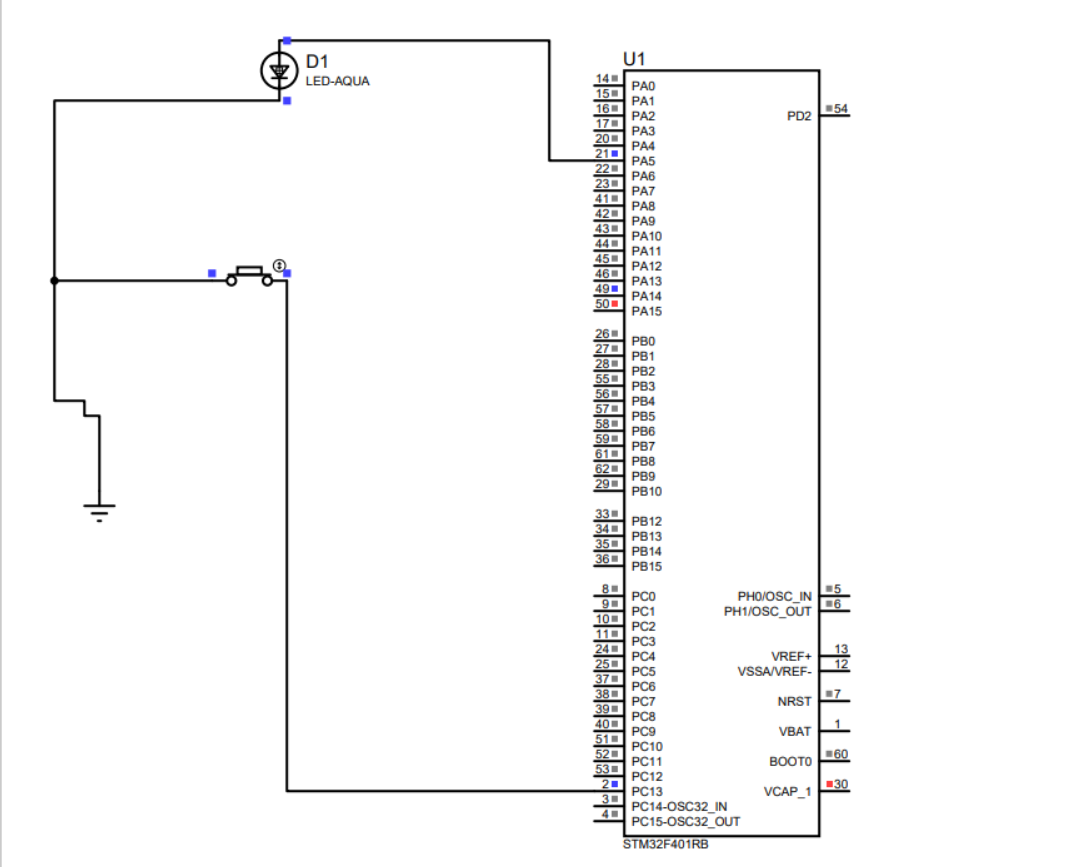 D1
LED-AQUA
U1
14 PA0
15 PA1
16 PA2
PD2 54
17 PA3
20 PA4
21 PA5
22 PA6
23 PA7
41 PA8
42 PA9
43 PA10
44 PA11
45 PA12
46 PA13
49 PA14
50 PA15
26 PB0
27 PB1
28 PB2
55 PB3
56 PB4
57 PB5
58 PB6
59 PB7
61 PB8
62 PB9
29 PB10
33 PB12
34 PB13
35 PB14
36 PB15
8 PC0
PH0/OSC_IN 5
9 PC1
PH1/OSC_OUT 6
10 PC2
11 PC3
24 PC4
VREF+ 13
25 PC5
VSSA/VREF- 12
37 PC6
38 PC7
NRST 7
39 PC8
40 PC9
VBAT 1
51 PC10
52 PC11
BOOT0 60
53 PC12
2 PC13
VCAP_1 30
3 PC14-OSC32_IN
4 PC15-OSC32_OUT
STM32F401RB